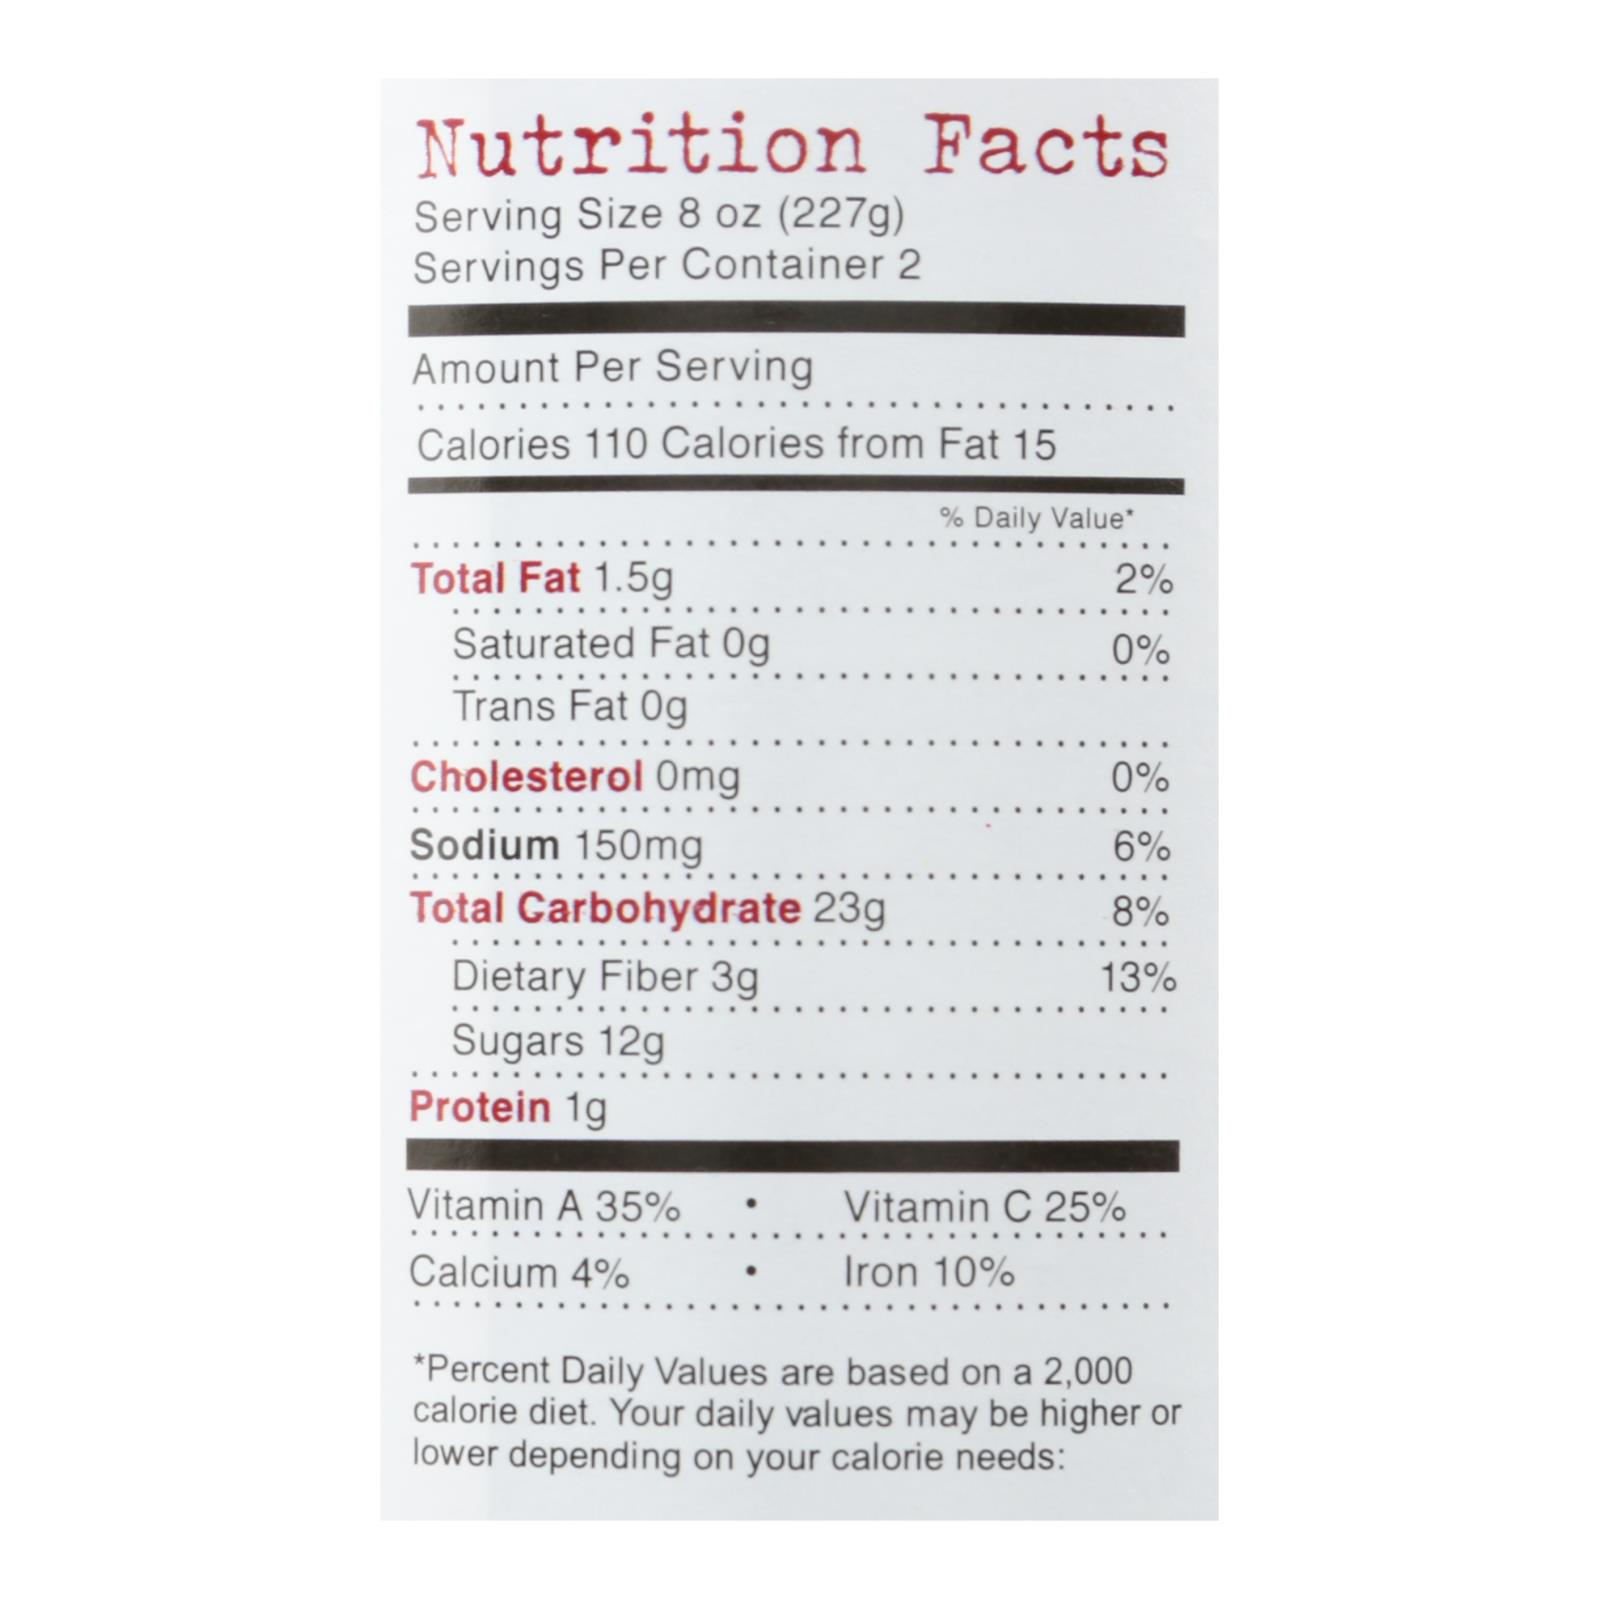 Nutrition Facts
Serving Size 8 oz (227g)
Servings Per Container 2
Amount Per Serving
Calories 110 Calories from Fat 15
% Daily Value*
Total Fat 1.5g 2%
Saturated Fat 0g 0%
Trans Fat 0g
Cholesterol 0mg 0%
Sodium 150mg 6%
Total Carbohydrate 23g 8%
Dietary Fiber 3g 13%
Sugars 12g
Protein 1g
Vitamin A 35% • Vitamin C 25%
Calcium 4% • Iron 10%
*Percent Daily Values are based on a 2,000
calorie diet. Your daily values may be higher or
lower depending on your calorie needs: